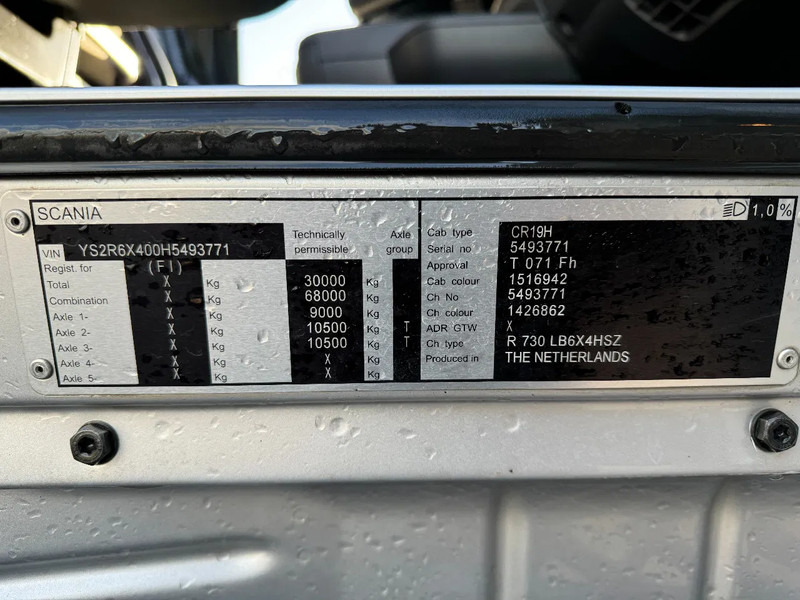 SCANIA 1,0 %
VIN YS2R6X400H5493771
Technically permissible
Axle group
Regist. for (FI)
Total X Kg 30000 Kg
Combination X Kg 68000 Kg
Axle 1- X Kg 9000 Kg
Axle 2- X Kg 10500 Kg T
Axle 3- X Kg 10500 Kg T
Axle 4- X Kg X Kg
Axle 5- X Kg X Kg
Cab type CR19H
Serial no 5493771
Approval T 071 Fh
Cab colour 1516942
Ch No 5493771
Ch colour 1426862
ADR GTW X
Ch type R 730 LB6X4HSZ
Produced in THE NETHERLANDS